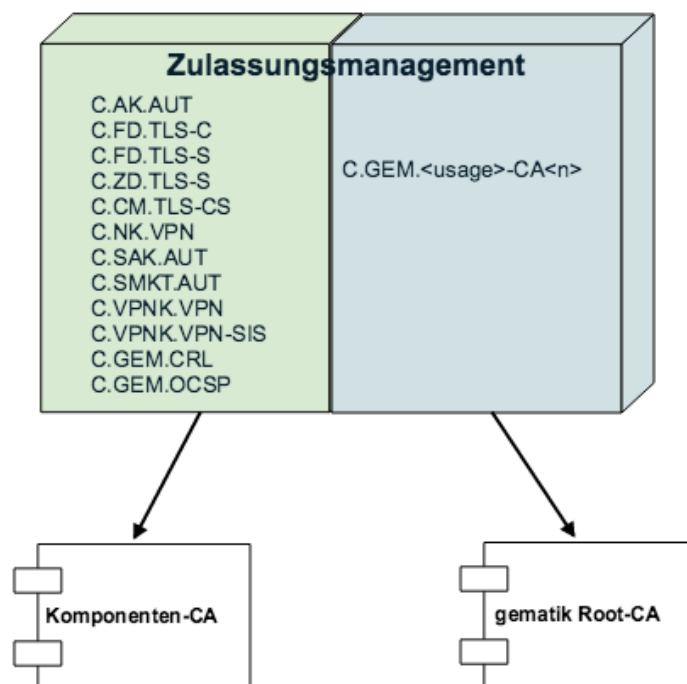 Zulassungsmanagement
C.AK.AUT
C.FD.TLS-C
C.FD.TLS-S
C.ZD.TLS-S
C.CM.TLS-CS
C.NK.VPN
C.SAK.AUT
C.SMKT.AUT
C.VPNK.VPN
C.VPNK.VPN-SIS
C.GEM.CRL
C.GEM.OCSP
C.GEM.<usage>-CA<n>
Komponenten-CA
gematik Root-CA